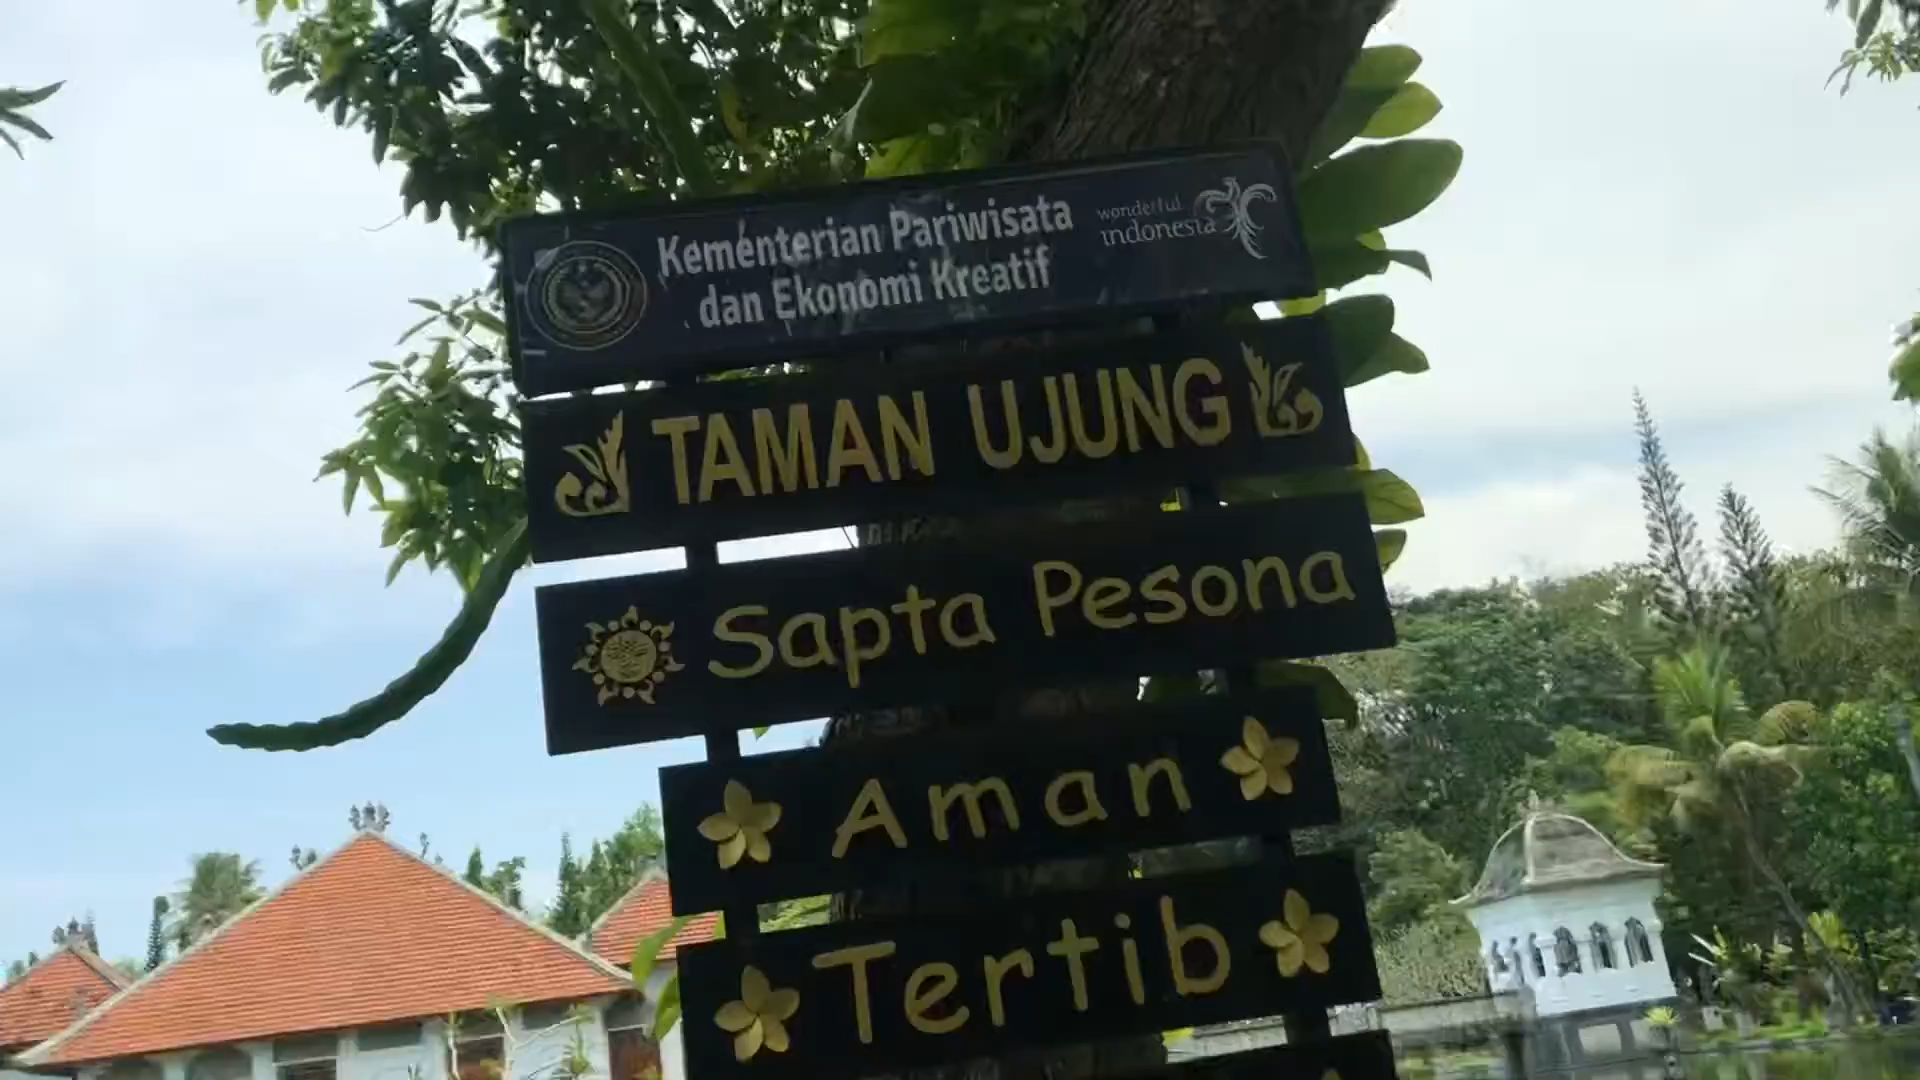 Kementerian Pariwisata
dan Ekonomi Kreatif
wonderful
indonesia
TAMAN UJUNG
Sapta Pesona
Aman
Tertib